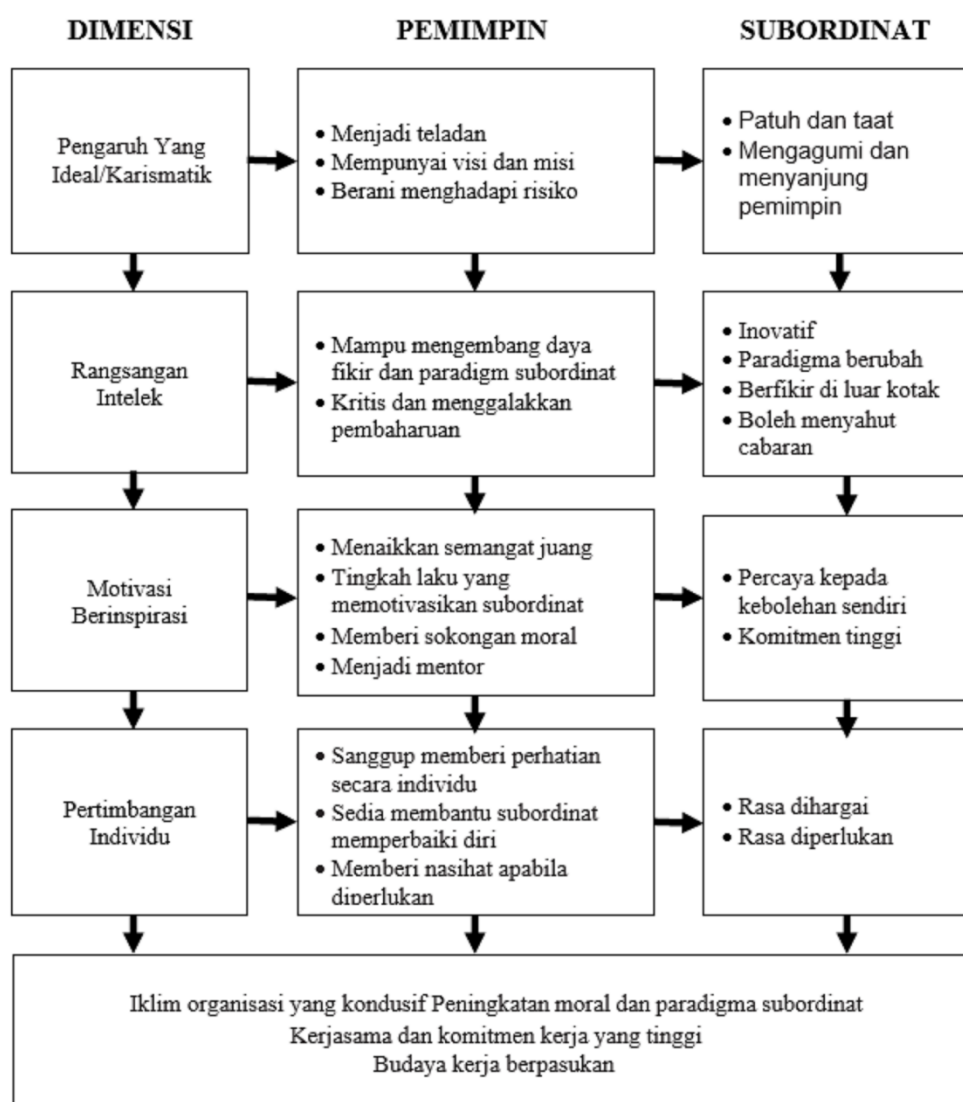 DIMENSI
PEMIMPIN
SUBORDINAT
Pengaruh Yang
Ideal/Karismatik
• Menjadi teladan
• Mempunyai visi dan misi
• Berani menghadapi risiko
• Patuh dan taat
• Mengagumi dan
menyanjung
pemimpin
Rangsangan
Intelek
• Mampu mengembang daya
fikir dan paradigm subordinat
• Kritis dan menggalakkan
pembaharuan
• Inovatif
• Paradigma berubah
• Berfikir di luar kotak
• Boleh menyahut
cabaran
Motivasi
Berinspirasi
• Menaikkan semangat juang
• Tingkah laku yang
memotivasikan subordinat
• Memberi sokongan moral
• Menjadi mentor
• Percaya kepada
kebolehan sendiri
• Komitmen tinggi
Pertimbangan
Individu
• Sanggup memberi perhatian
secara individu
• Sedia membantu subordinat
memperbaiki diri
• Memberi nasihat apabila
diperlukan
• Rasa dihargai
• Rasa diperlukan
Iklim organisasi yang kondusif Peningkatan moral dan paradigma subordinat
Kerjasama dan komitmen kerja yang tinggi
Budaya kerja berpasukan